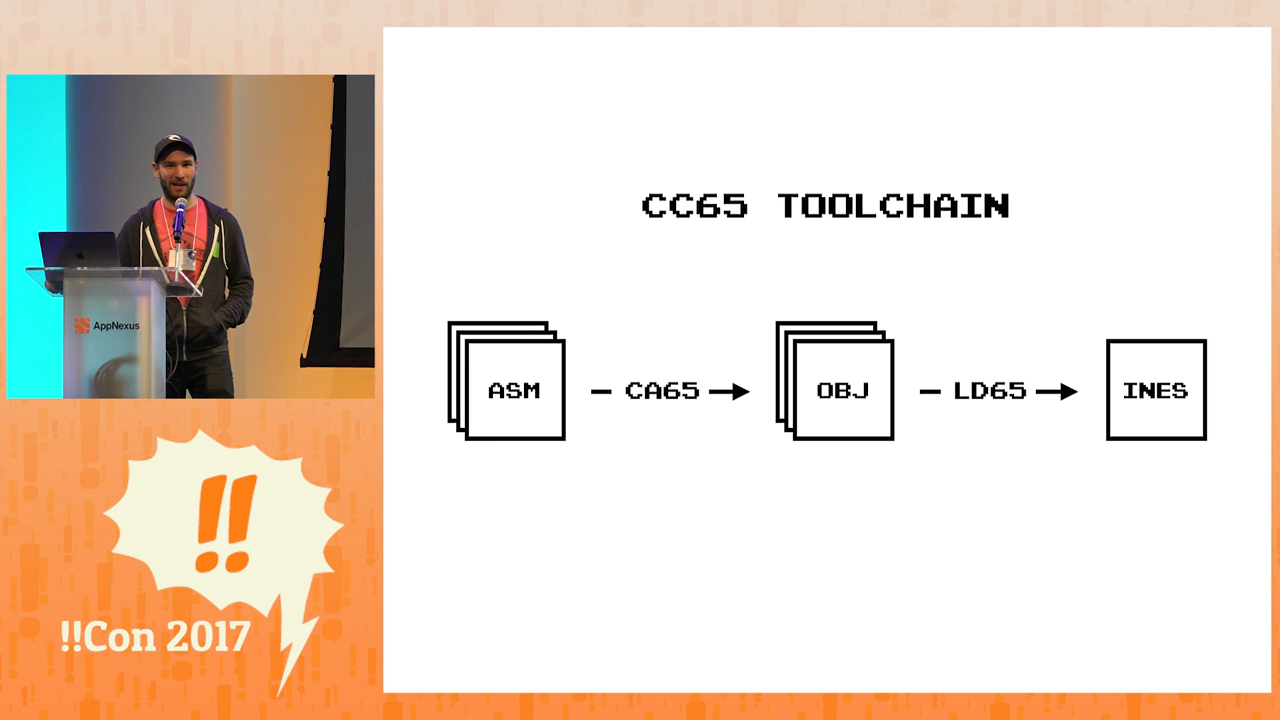 CC65 TOOLCHAIN
ASM — CA65 → OBJ — LD65 → INES
AppNexus
!!
!!Con 2017